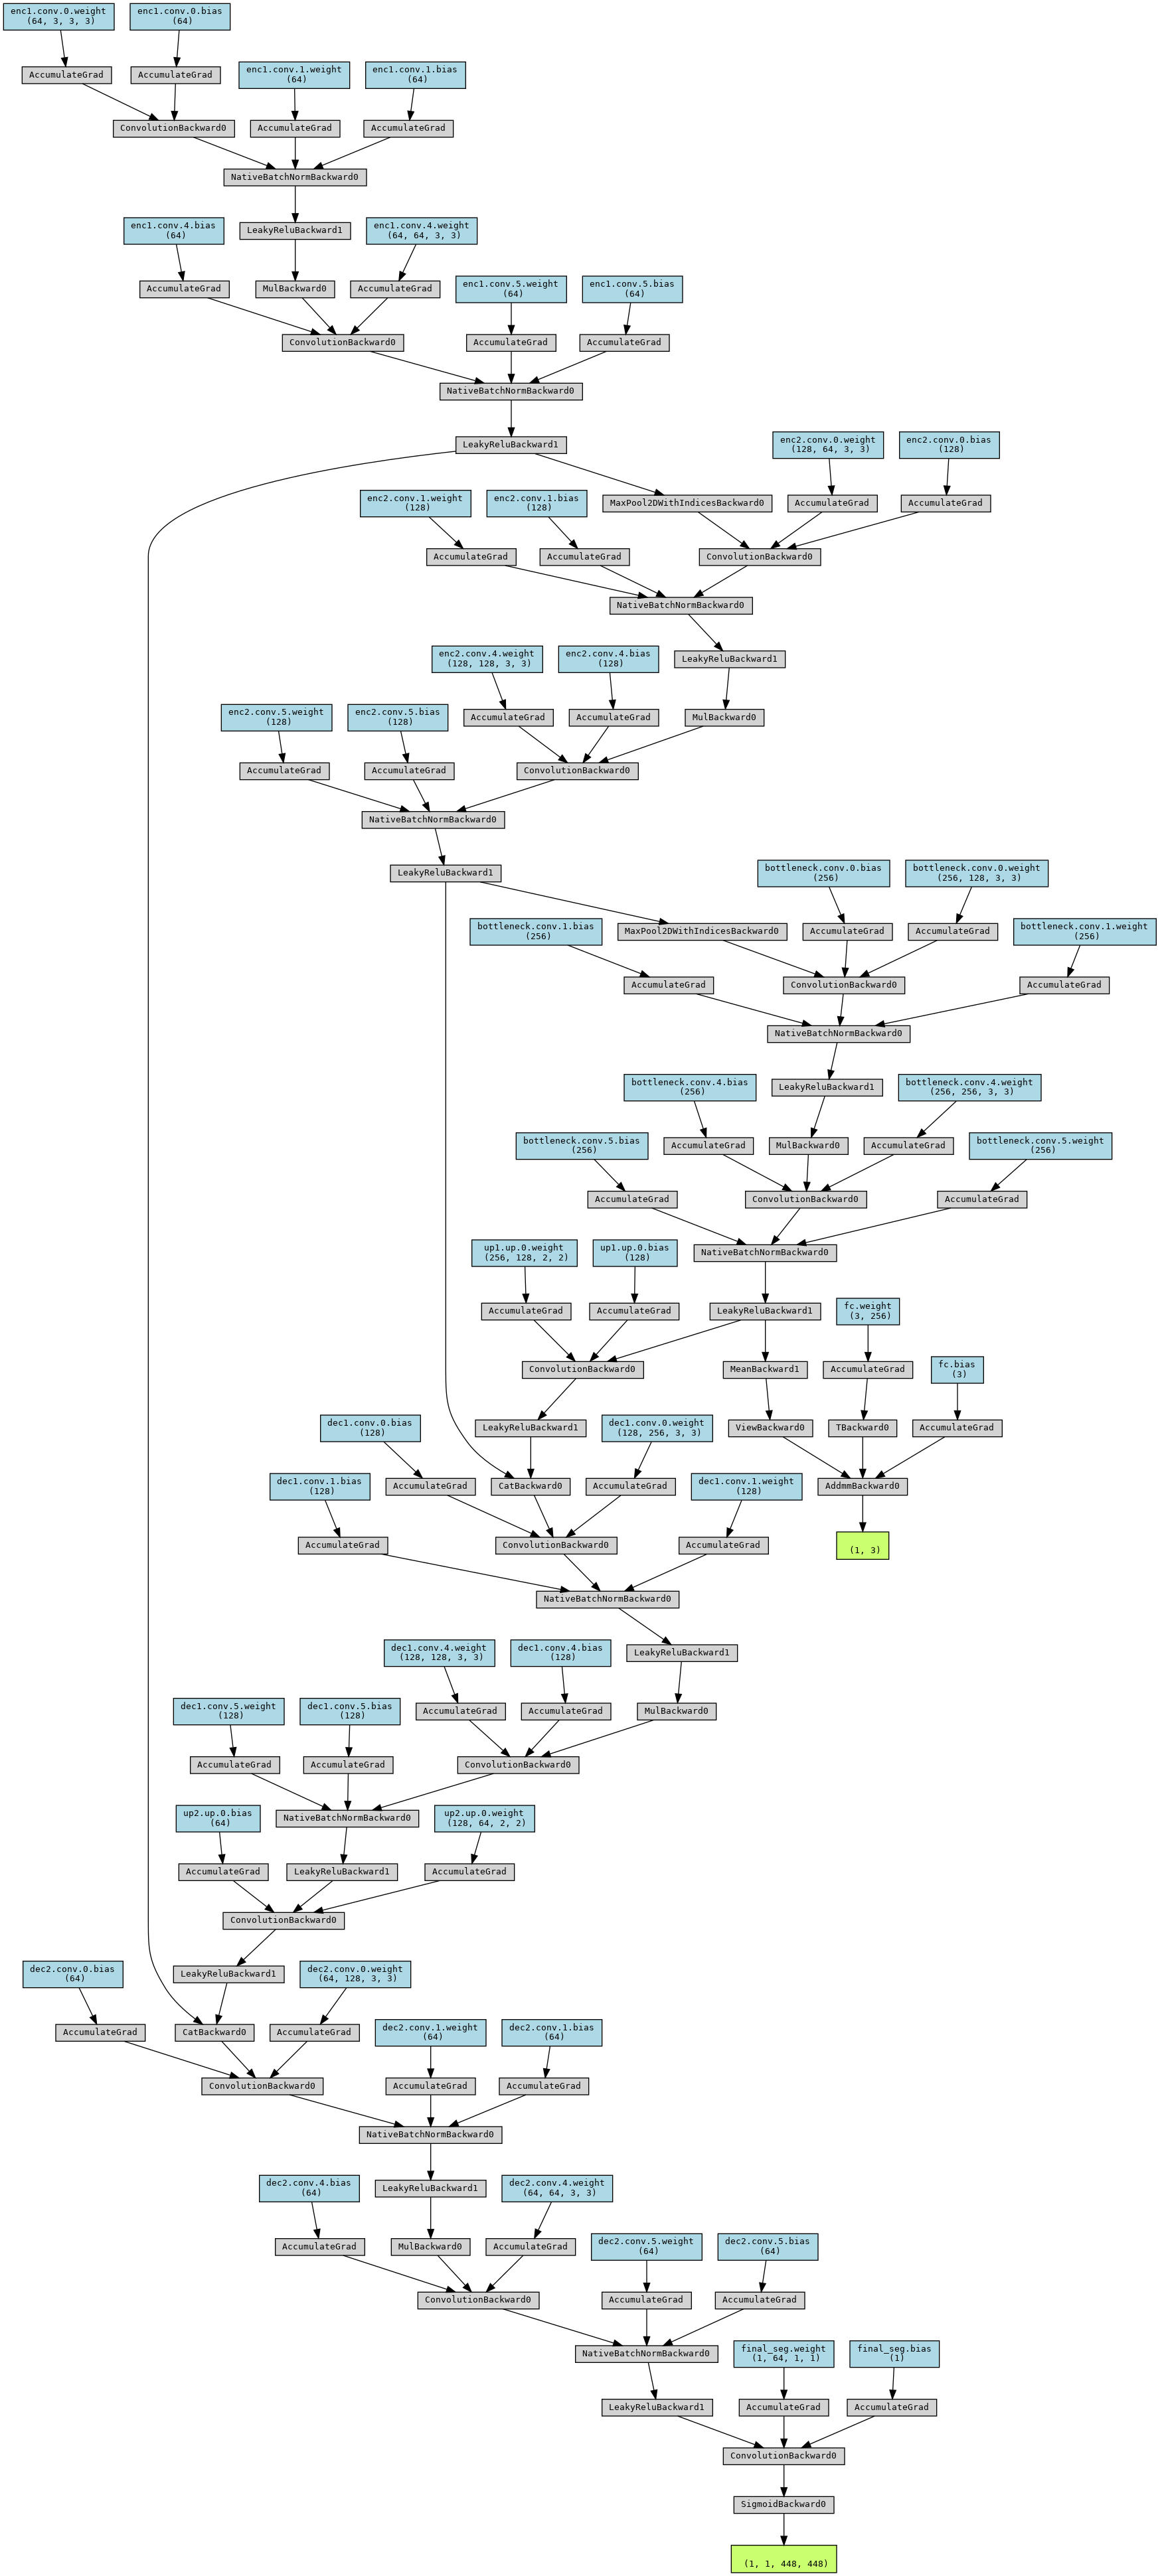 enc1.conv.0.weight
(64, 3, 3, 3)
enc1.conv.0.bias
(64)
AccumulateGrad
AccumulateGrad
enc1.conv.1.weight
(64)
enc1.conv.1.bias
(64)
ConvolutionBackward0
AccumulateGrad
AccumulateGrad
NativeBatchNormBackward0
enc1.conv.4.bias
(64)
LeakyReluBackward1
enc1.conv.4.weight
(64, 64, 3, 3)
AccumulateGrad
MulBackward0
AccumulateGrad
enc1.conv.5.weight
(64)
enc1.conv.5.bias
(64)
ConvolutionBackward0
AccumulateGrad
AccumulateGrad
NativeBatchNormBackward0
LeakyReluBackward1
enc2.conv.0.weight
(128, 64, 3, 3)
enc2.conv.0.bias
(128)
enc2.conv.1.weight
(128)
enc2.conv.1.bias
(128)
MaxPool2DWithIndicesBackward0
AccumulateGrad
AccumulateGrad
AccumulateGrad
AccumulateGrad
ConvolutionBackward0
NativeBatchNormBackward0
enc2.conv.4.weight
(128, 128, 3, 3)
enc2.conv.4.bias
(128)
LeakyReluBackward1
enc2.conv.5.weight
(128)
enc2.conv.5.bias
(128)
AccumulateGrad
AccumulateGrad
MulBackward0
AccumulateGrad
AccumulateGrad
ConvolutionBackward0
NativeBatchNormBackward0
LeakyReluBackward1
bottleneck.conv.0.bias
(256)
bottleneck.conv.0.weight
(256, 128, 3, 3)
bottleneck.conv.1.bias
(256)
MaxPool2DWithIndicesBackward0
AccumulateGrad
AccumulateGrad
bottleneck.conv.1.weight
(256)
AccumulateGrad
ConvolutionBackward0
AccumulateGrad
NativeBatchNormBackward0
bottleneck.conv.4.bias
(256)
LeakyReluBackward1
bottleneck.conv.4.weight
(256, 256, 3, 3)
bottleneck.conv.5.bias
(256)
AccumulateGrad
MulBackward0
AccumulateGrad
bottleneck.conv.5.weight
(256)
AccumulateGrad
ConvolutionBackward0
AccumulateGrad
up1.up.0.weight
(256, 128, 2, 2)
up1.up.0.bias
(128)
NativeBatchNormBackward0
AccumulateGrad
AccumulateGrad
LeakyReluBackward1
fc.weight
(3, 256)
ConvolutionBackward0
MeanBackward1
AccumulateGrad
fc.bias
(3)
dec1.conv.0.bias
(128)
LeakyReluBackward1
dec1.conv.0.weight
(128, 256, 3, 3)
ViewBackward0
TBackward0
AccumulateGrad
dec1.conv.1.bias
(128)
AccumulateGrad
CatBackward0
AccumulateGrad
dec1.conv.1.weight
(128)
AddmmBackward0
AccumulateGrad
ConvolutionBackward0
AccumulateGrad
(1, 3)
NativeBatchNormBackward0
dec1.conv.4.weight
(128, 128, 3, 3)
dec1.conv.4.bias
(128)
LeakyReluBackward1
dec1.conv.5.weight
(128)
dec1.conv.5.bias
(128)
AccumulateGrad
AccumulateGrad
MulBackward0
AccumulateGrad
AccumulateGrad
ConvolutionBackward0
up2.up.0.bias
(64)
NativeBatchNormBackward0
up2.up.0.weight
(128, 64, 2, 2)
AccumulateGrad
LeakyReluBackward1
AccumulateGrad
ConvolutionBackward0
dec2.conv.0.bias
(64)
LeakyReluBackward1
dec2.conv.0.weight
(64, 128, 3, 3)
AccumulateGrad
CatBackward0
AccumulateGrad
dec2.conv.1.weight
(64)
dec2.conv.1.bias
(64)
ConvolutionBackward0
AccumulateGrad
AccumulateGrad
NativeBatchNormBackward0
dec2.conv.4.bias
(64)
LeakyReluBackward1
dec2.conv.4.weight
(64, 64, 3, 3)
AccumulateGrad
MulBackward0
AccumulateGrad
dec2.conv.5.weight
(64)
dec2.conv.5.bias
(64)
ConvolutionBackward0
AccumulateGrad
AccumulateGrad
NativeBatchNormBackward0
final_seg.weight
(1, 64, 1, 1)
final_seg.bias
(1)
LeakyReluBackward1
AccumulateGrad
AccumulateGrad
ConvolutionBackward0
SigmoidBackward0
(1, 1, 448, 448)